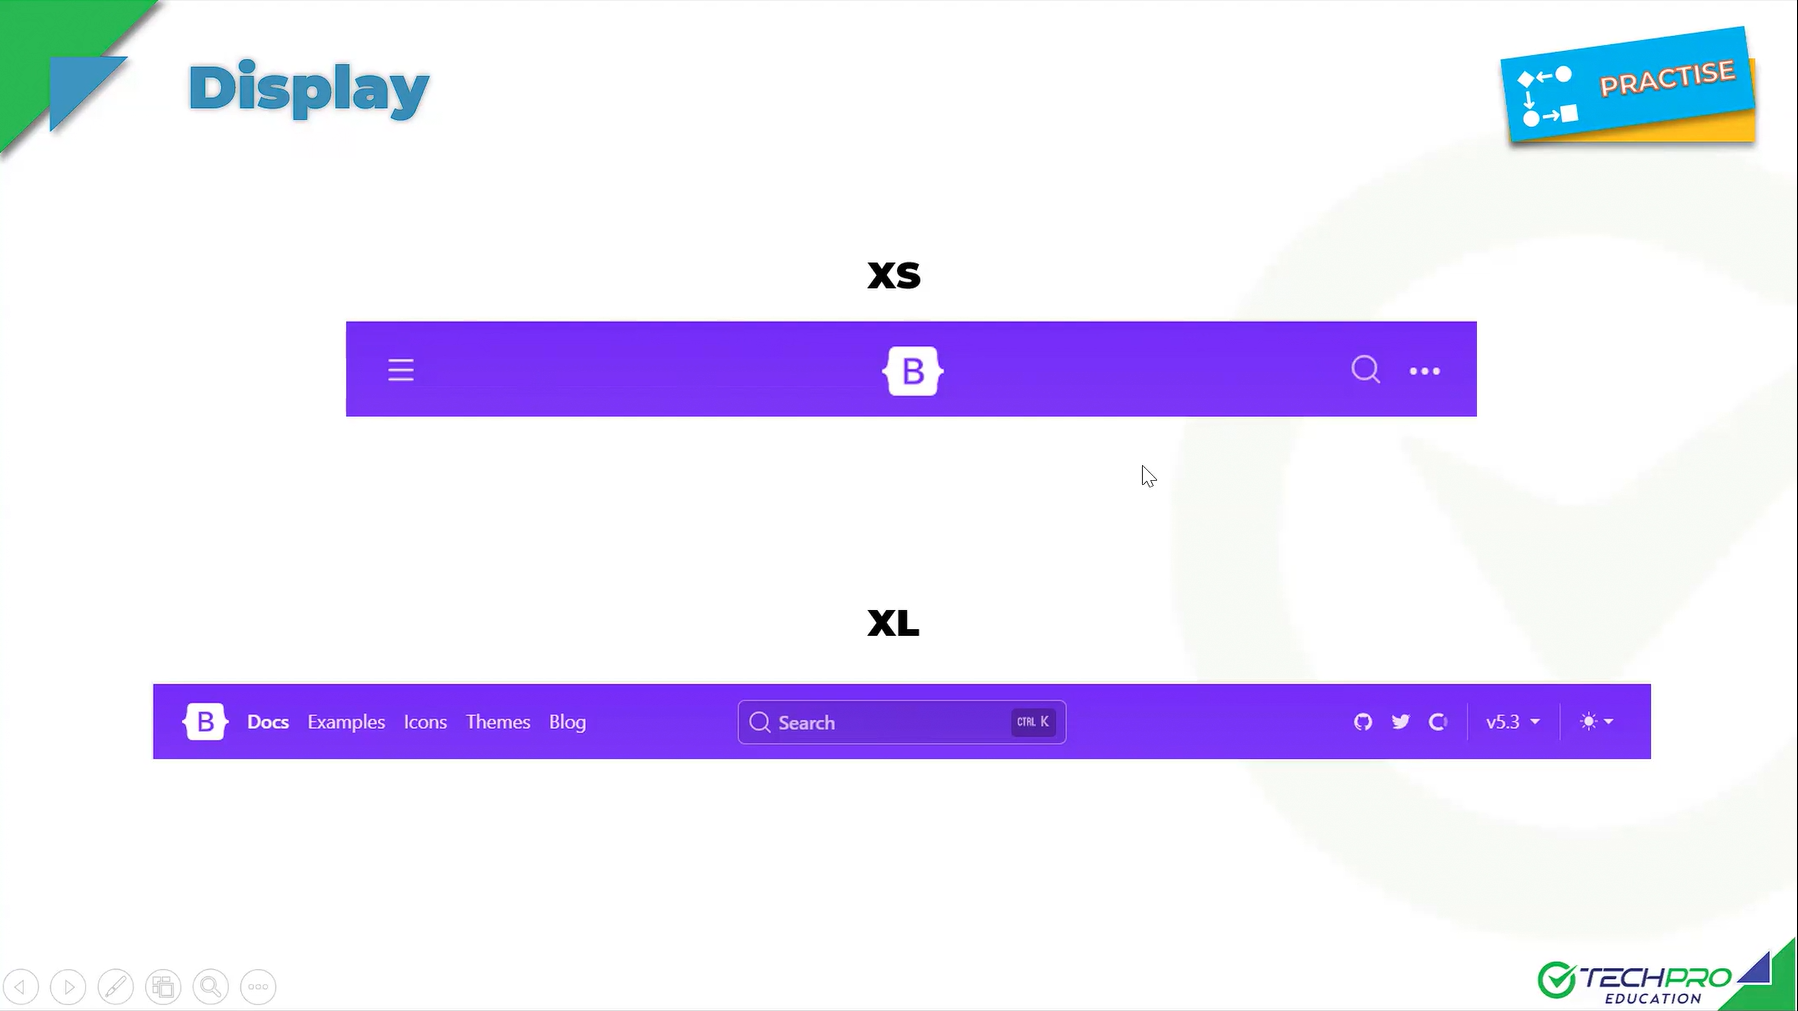 Display
PRACTISE
XS
B
XL
B Docs Examples Icons Themes Blog Search CTRL K v5.3
TECHPRO
EDUCATION